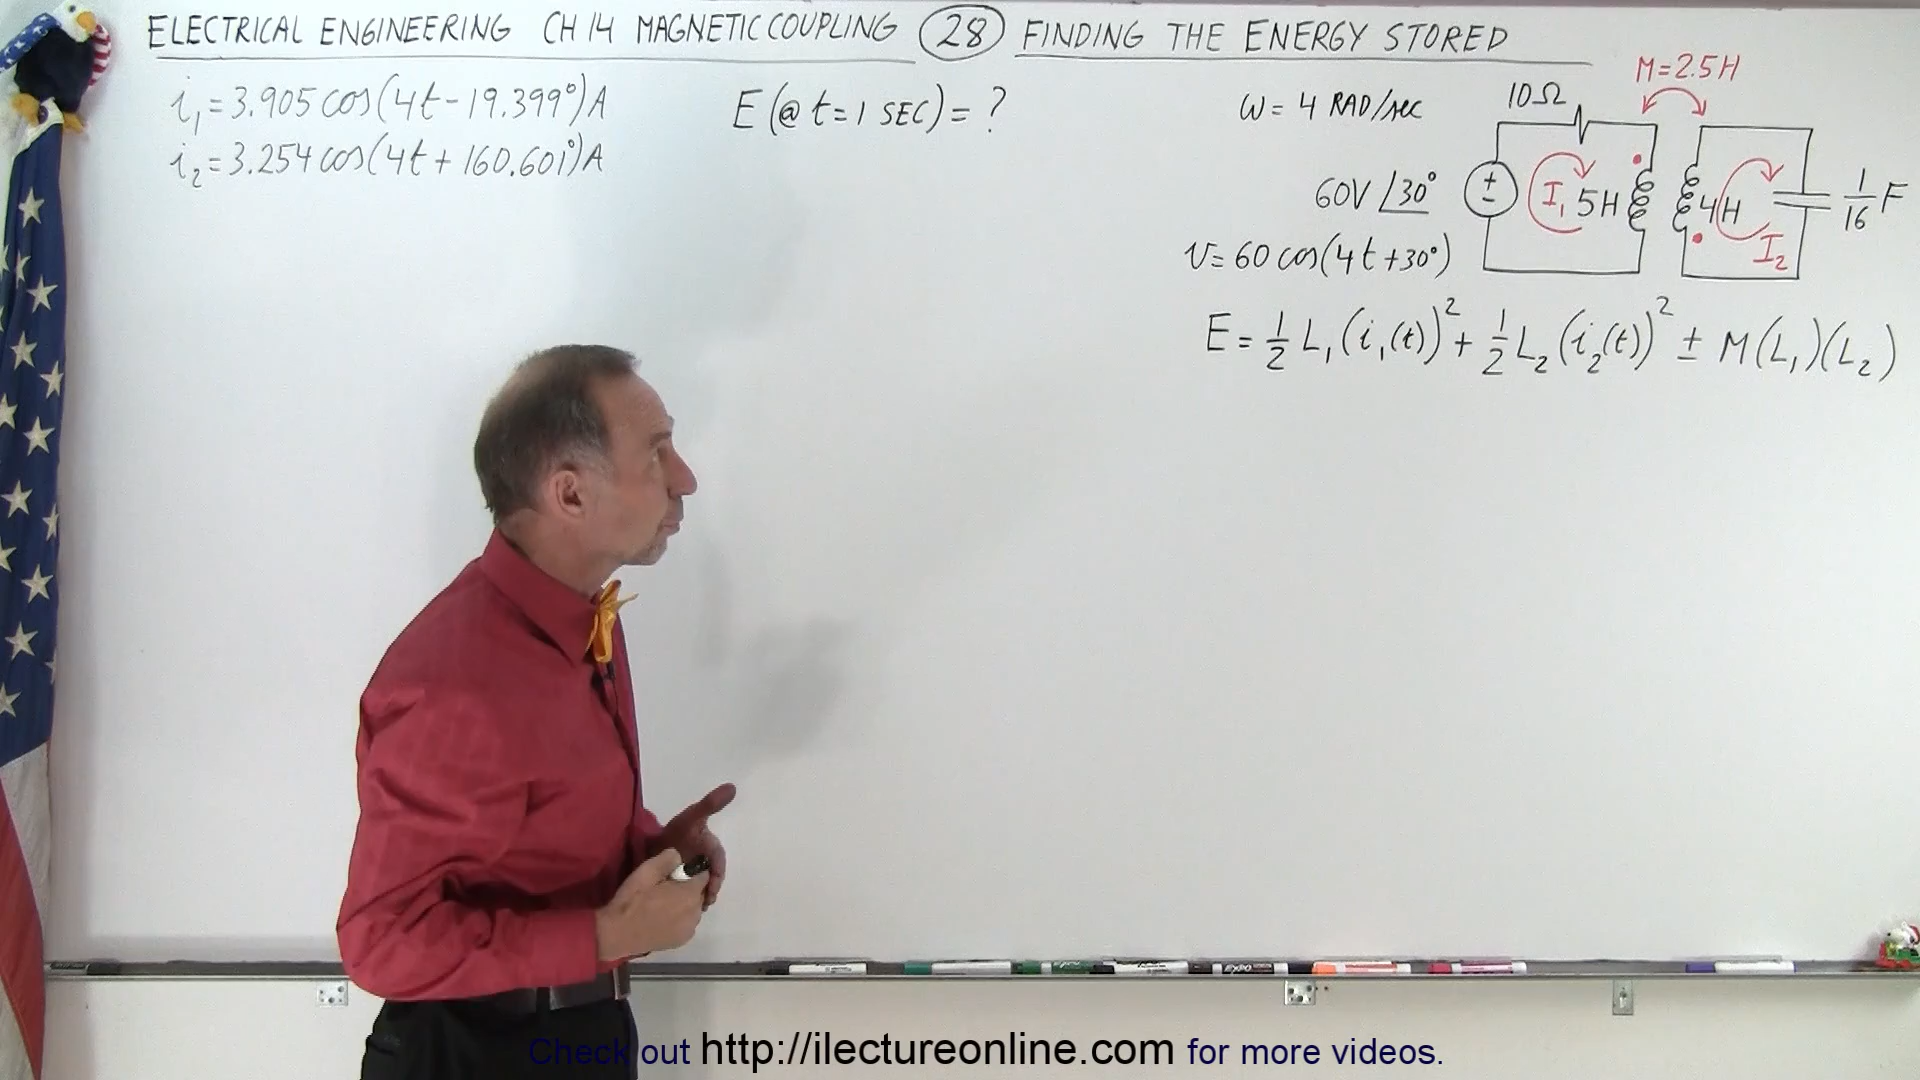 ELECTRICAL ENGINEERING CH 14 MAGNETIC COUPLING 28 FINDING THE ENERGY STORED
i₁ = 3.905 cos(4t − 19.399°) A
i₂ = 3.254 cos(4t + 160.601°) A
E (@ t = 1 SEC) = ?
ω = 4 RAD/SEC
M = 2.5 H
10 Ω
60V ∠30°
+
−
I₁
5H
4H
I₂
1/16 F
v = 60 cos(4t + 30°)
E = ½ L₁ (i₁(t))² + ½ L₂ (i₂(t))² ± M(L₁)(L₂)
EXPO
Check out http://ilectureonline.com for more videos.